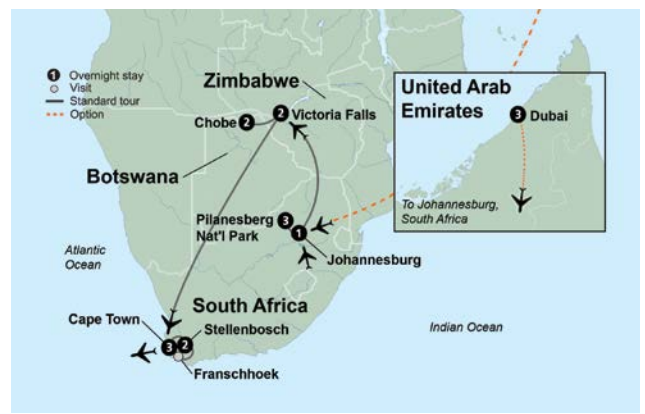 1 Overnight stay
Visit
Standard tour
Option
Zimbabwe
2 Victoria Falls
Chobe 2
Botswana
Pilanesberg 3
Nat'l Park
1
Johannesburg
Atlantic
Ocean
South Africa
Cape Town
Stellenbosch
3 2
Franschhoek
Indian Ocean
United Arab
Emirates
3 Dubai
To Johannesburg,
South Africa